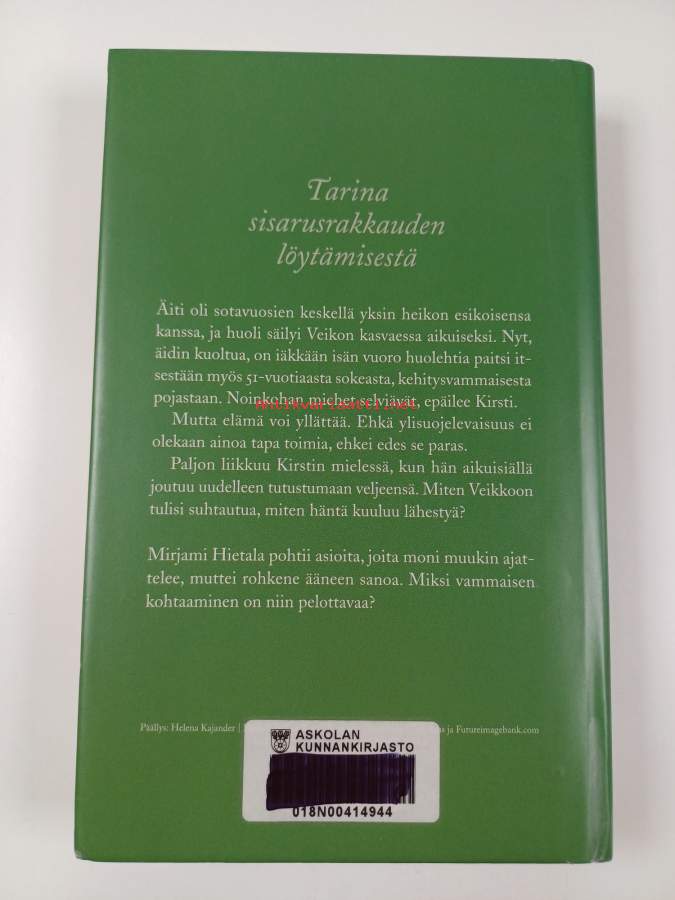 Tarina
sisarusrakkauden
löytämisestä
Äiti oli sotavuosien keskellä yksin heikon esikoisensa
kanssa, ja huoli säilyi Veikon kasvaessa aikuiseksi. Nyt,
äidin kuoltua, on iäkkään isän vuoro huolehtia paitsi it-
sestään myös 51-vuotiaasta sokeasta, kehitysvammaisesta
pojastaan. Noinkohan miehet selviävät, epäilee Kirsti.
Antikvariaatti.net
Mutta elämä voi yllättää. Ehkä ylisuojelevaisuus ei
olekaan ainoa tapa toimia, ehkei edes se paras.
Paljon liikkuu Kirstin mielessä, kun hän aikuisiällä
joutuu uudelleen tutustumaan veljeensä. Miten Veikkoon
tulisi suhtautua, miten häntä kuuluu lähestyä?
Mirjami Hietala pohtii asioita, joita moni muukin ajat-
telee, muttei rohkene ääneen sanoa. Miksi vammaisen
kohtaaminen on niin pelottavaa?
Päällys: Helena Kajander | ja Futureimagebank.com
ASKOLAN
KUNNANKIRJASTO
018N00414944